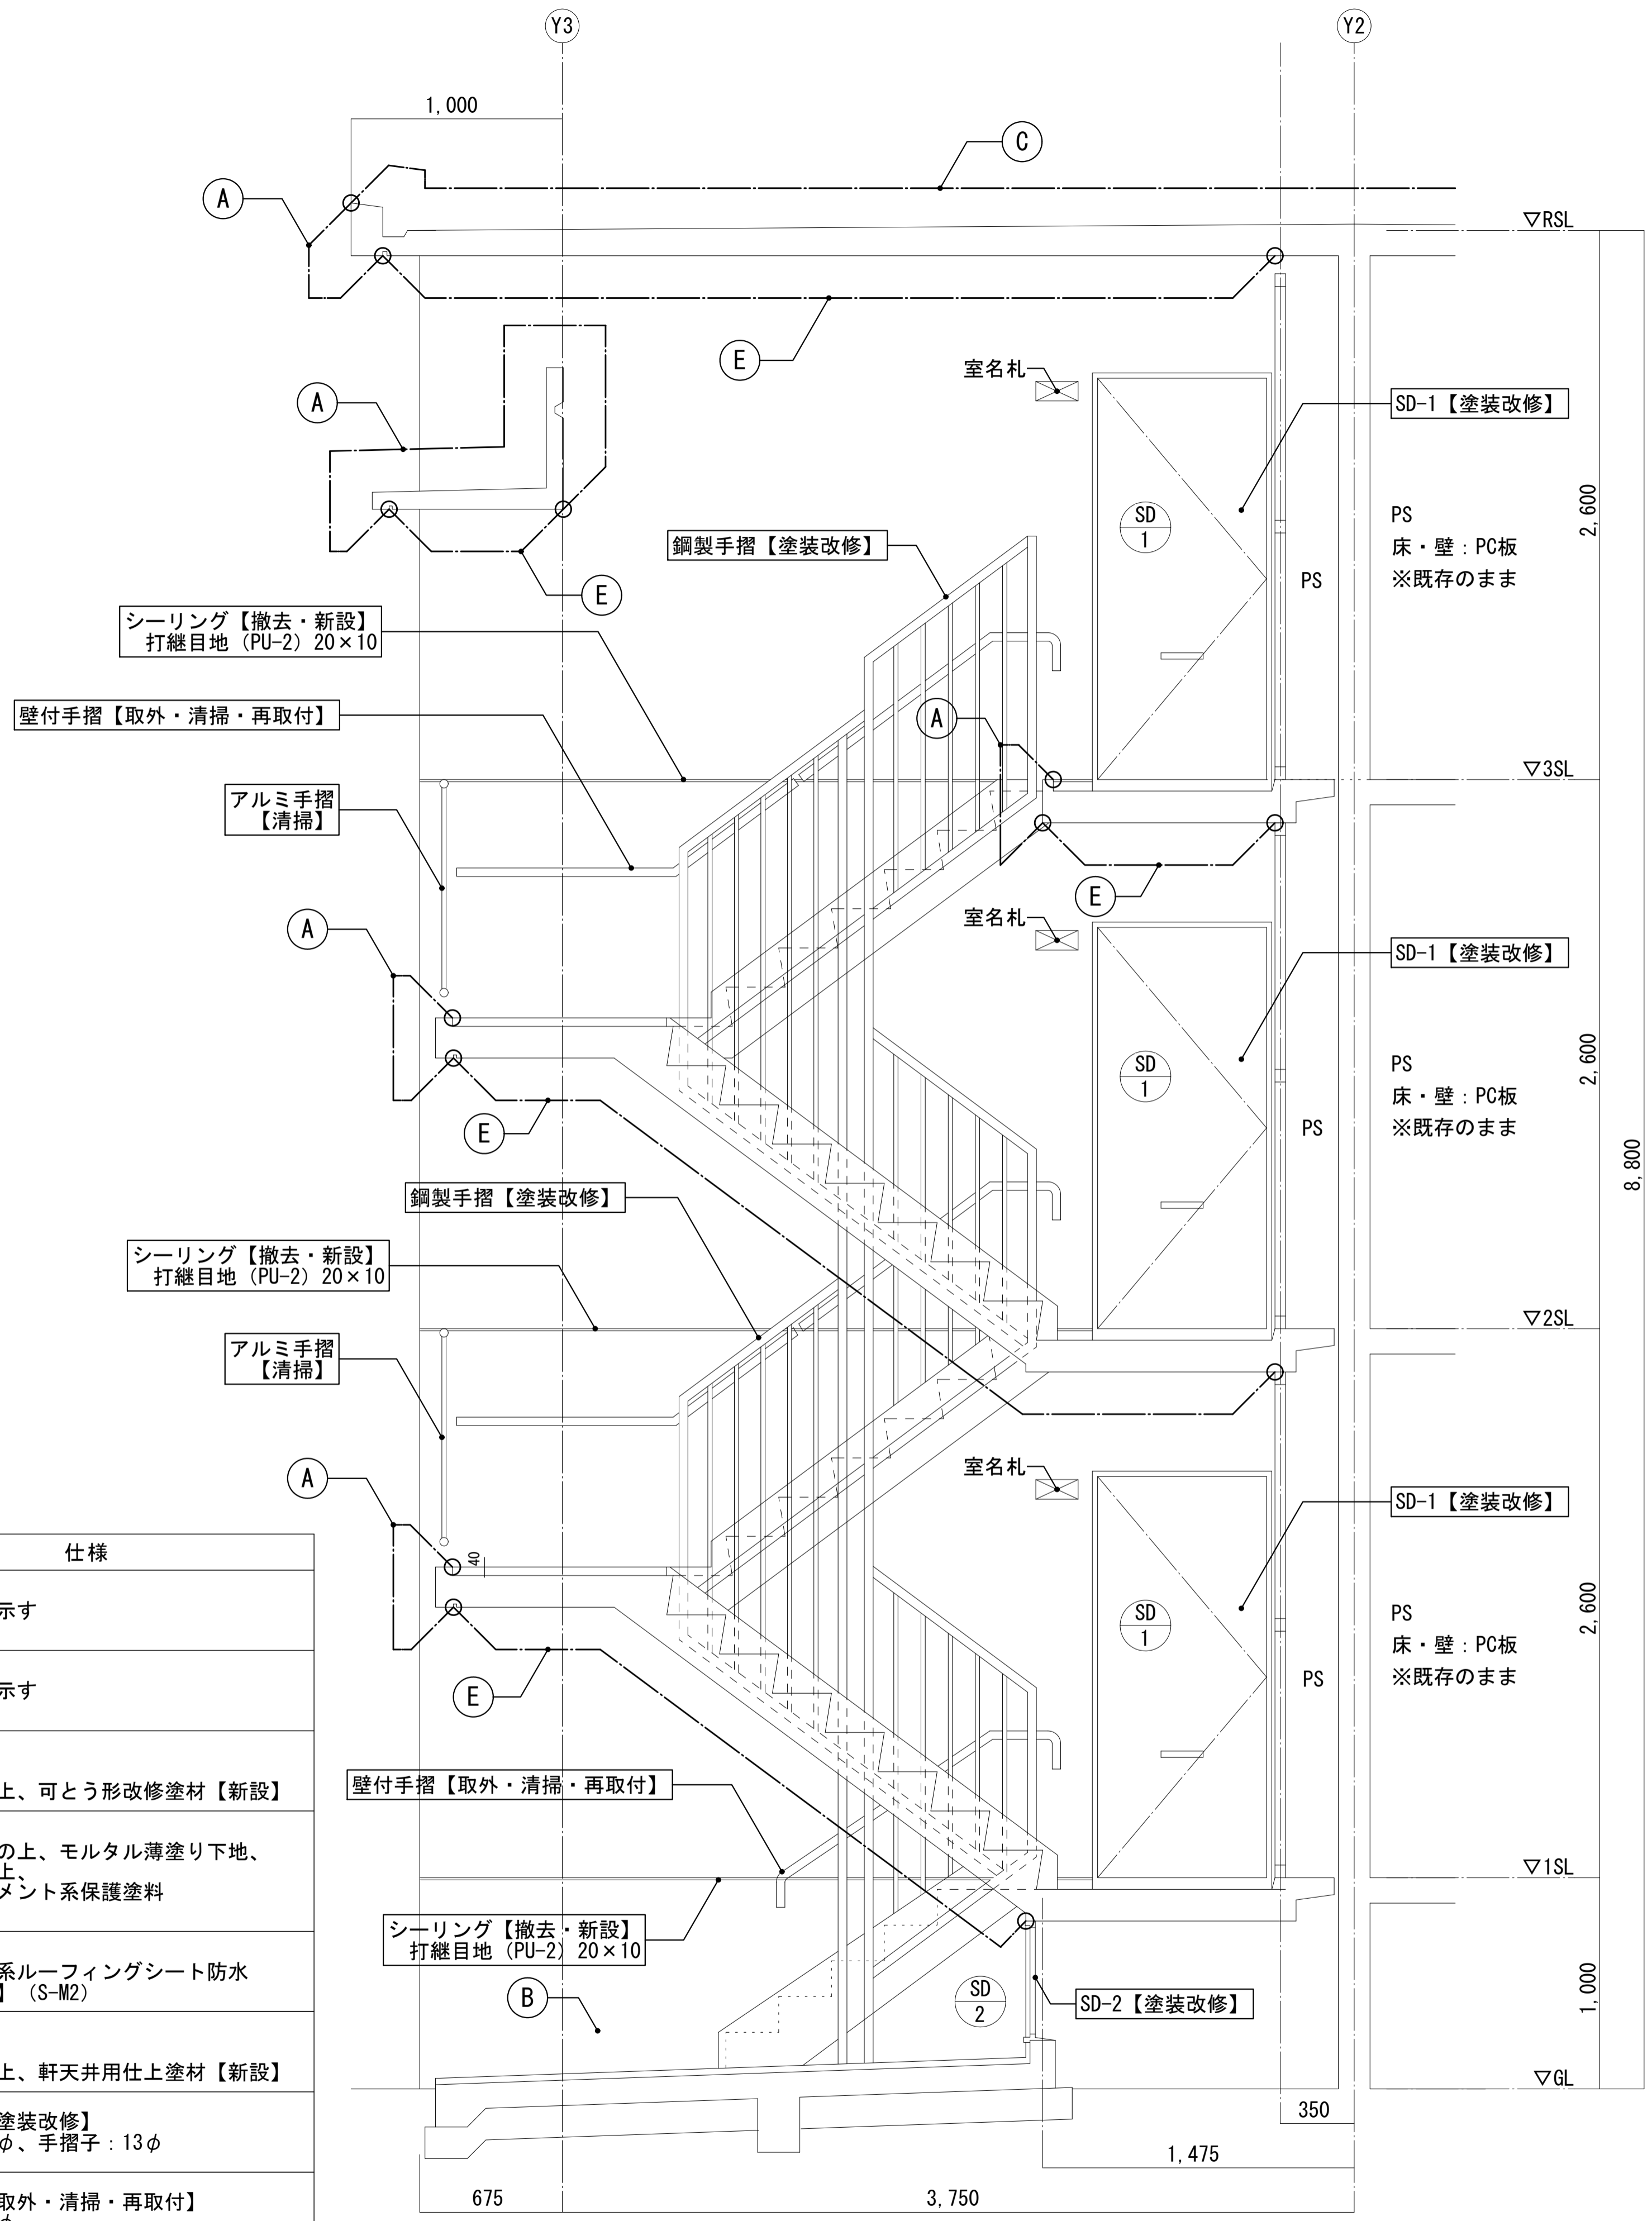 Y3
Y2
1,000
C
A
▽RSL
E
室名札
A
SD-1【塗装改修】
SD
1
PS
床・壁：PC板
※既存のまま
2,600
鋼製手摺【塗装改修】
PS
E
シーリング【撤去・新設】
打継目地（PU-2）20×10
壁付手摺【取外・清掃・再取付】
A
▽3SL
アルミ手摺
【清掃】
E
室名札
A
SD-1【塗装改修】
SD
1
PS
床・壁：PC板
※既存のまま
2,600
PS
E
8,800
鋼製手摺【塗装改修】
シーリング【撤去・新設】
打継目地（PU-2）20×10
▽2SL
アルミ手摺
【清掃】
室名札
A
SD-1【塗装改修】
40
SD
1
PS
床・壁：PC板
※既存のまま
2,600
PS
E
壁付手摺【取外・清掃・再取付】
▽1SL
シーリング【撤去・新設】
打継目地（PU-2）20×10
B
SD
2
SD-2【塗装改修】
1,000
▽GL
350
1,475
675
3,750
仕様
示す
示す
上、可とう形改修塗材【新設】
の上、モルタル薄塗り下地、
上、
メント系保護塗料
系ルーフィングシート防水
】（S-M2）
上、軒天井用仕上塗材【新設】
塗装改修】
φ、手摺子：13φ
取外・清掃・再取付】